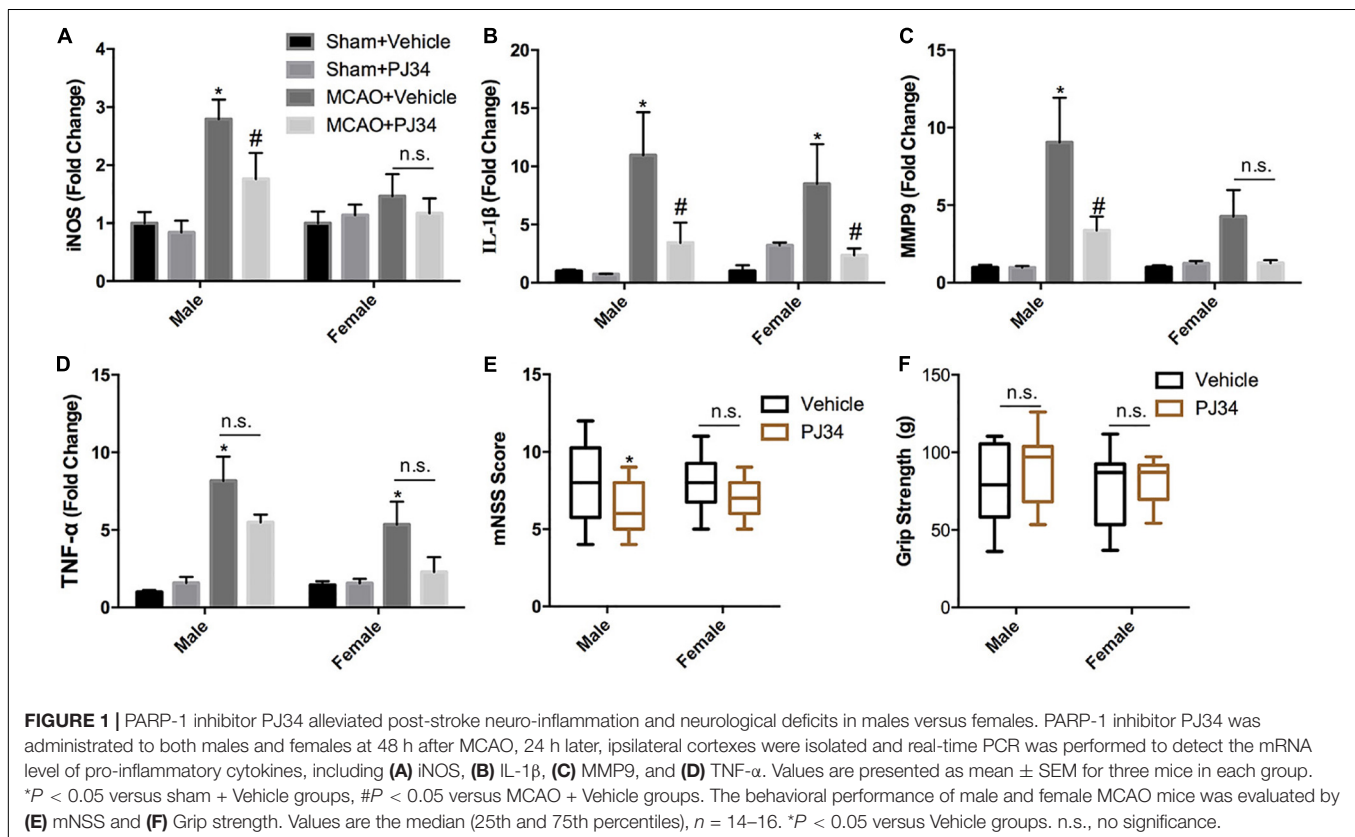 A
iNOS (Fold Change)
4
3
2
1
0
*
#
n.s.
Male
Female
Sham+Vehicle
Sham+PJ34
MCAO+Vehicle
MCAO+PJ34
B
IL-1β (Fold Change)
20
15
10
5
0
*
#
*
#
Male
Female
C
MMP9 (Fold Change)
15
10
5
0
*
#
n.s.
Male
Female
D
TNF-α (Fold Change)
15
10
5
0
n.s.
*
n.s.
*
Male
Female
E
mNSS Score
15
10
5
0
*
n.s.
Vehicle
PJ34
Male
Female
F
Grip Strength (g)
150
100
50
0
n.s.
n.s.
Vehicle
PJ34
Male
Female
FIGURE 1 | PARP-1 inhibitor PJ34 alleviated post-stroke neuro-inflammation and neurological deficits in males versus females. PARP-1 inhibitor PJ34 was
administrated to both males and females at 48 h after MCAO, 24 h later, ipsilateral cortexes were isolated and real-time PCR was performed to detect the mRNA
level of pro-inflammatory cytokines, including (A) iNOS, (B) IL-1β, (C) MMP9, and (D) TNF-α. Values are presented as mean ± SEM for three mice in each group.
*P < 0.05 versus sham + Vehicle groups, #P < 0.05 versus MCAO + Vehicle groups. The behavioral performance of male and female MCAO mice was evaluated by
(E) mNSS and (F) Grip strength. Values are the median (25th and 75th percentiles), n = 14–16. *P < 0.05 versus Vehicle groups. n.s., no significance.